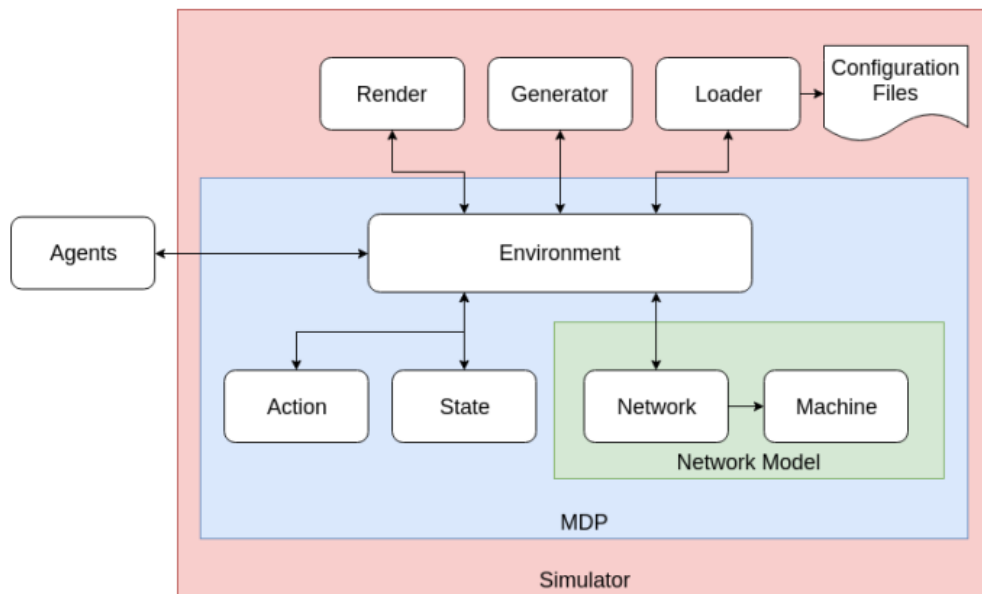 Render
Generator
Loader
Configuration
Files
Agents
Environment
Action
State
Network
Machine
Network Model
MDP
Simulator